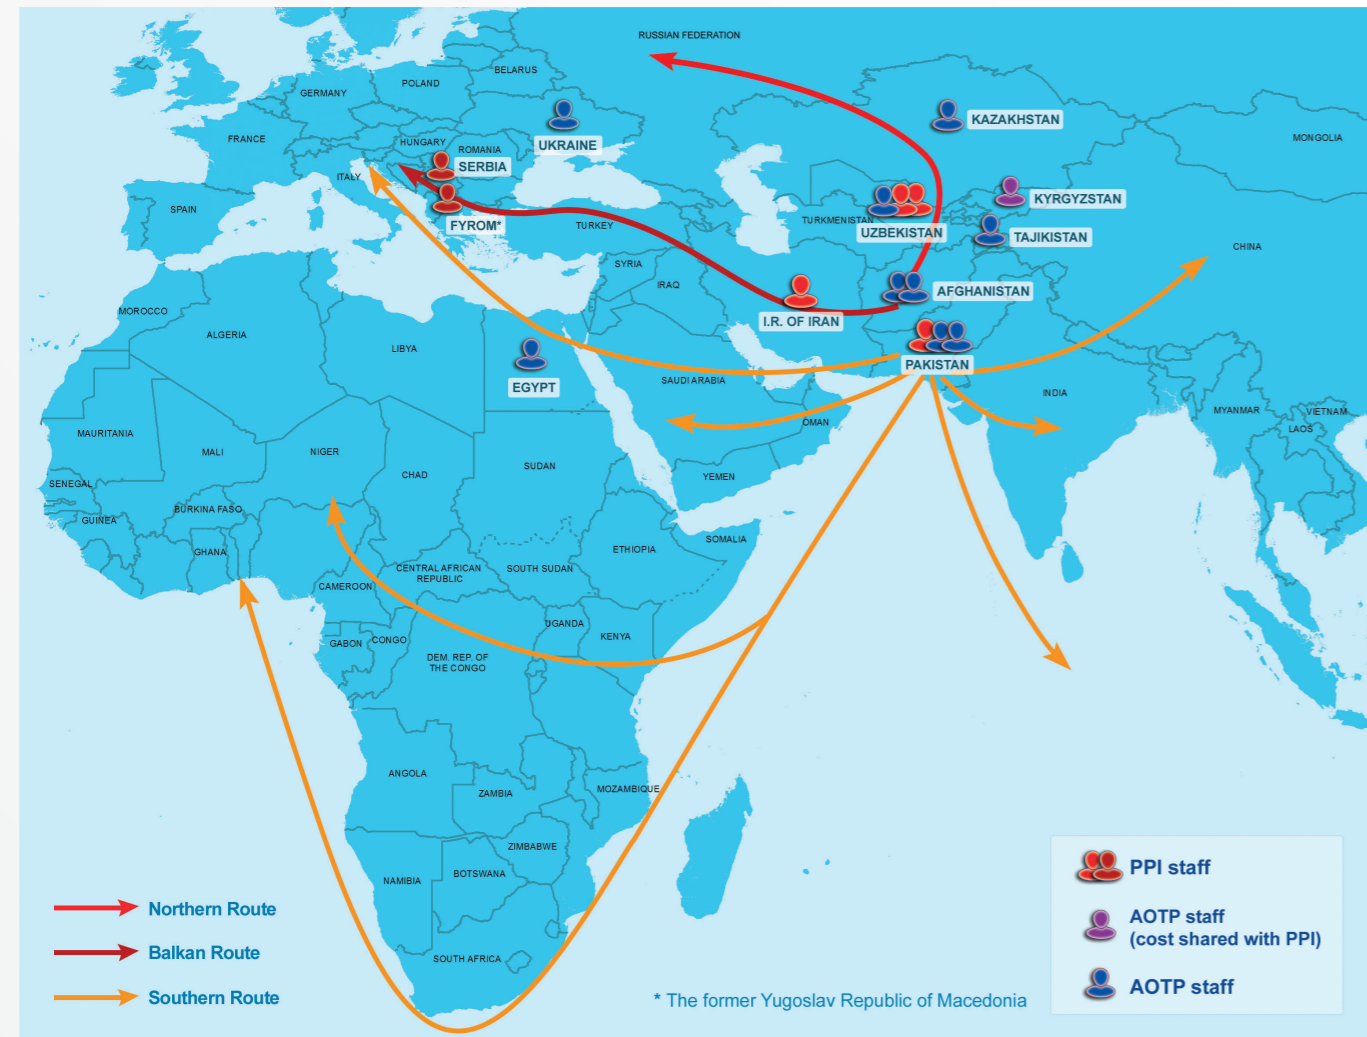 RUSSIAN FEDERATION
BELARUS
POLAND
GERMANY
KAZAKHSTAN
UKRAINE
MONGOLIA
FRANCE
HUNGARY
ROMANIA
SERBIA
ITALY
KYRGYZSTAN
SPAIN
FYROM*
TURKEY
TURKMENISTAN
UZBEKISTAN
TAJIKISTAN
CHINA
SYRIA
IRAQ
AFGHANISTAN
MOROCCO
I.R. OF IRAN
ALGERIA
LIBYA
EGYPT
PAKISTAN
SAUDI ARABIA
INDIA
MYANMAR
VIETNAM
LAOS
OMAN
MAURITANIA
MALI
NIGER
CHAD
SUDAN
YEMEN
SENEGAL
BURKINA FASO
GUINEA
GHANA
ETHIOPIA
SOMALIA
CENTRAL AFRICAN
REPUBLIC
SOUTH SUDAN
CAMEROON
UGANDA
KENYA
GABON
CONGO
DEM. REP. OF
THE CONGO
ANGOLA
ZAMBIA
MOZAMBIQUE
ZIMBABWE
BOTSWANA
NAMIBIA
SOUTH AFRICA
Northern Route
Balkan Route
Southern Route
* The former Yugoslav Republic of Macedonia
PPI staff
AOTP staff
(cost shared with PPI)
AOTP staff